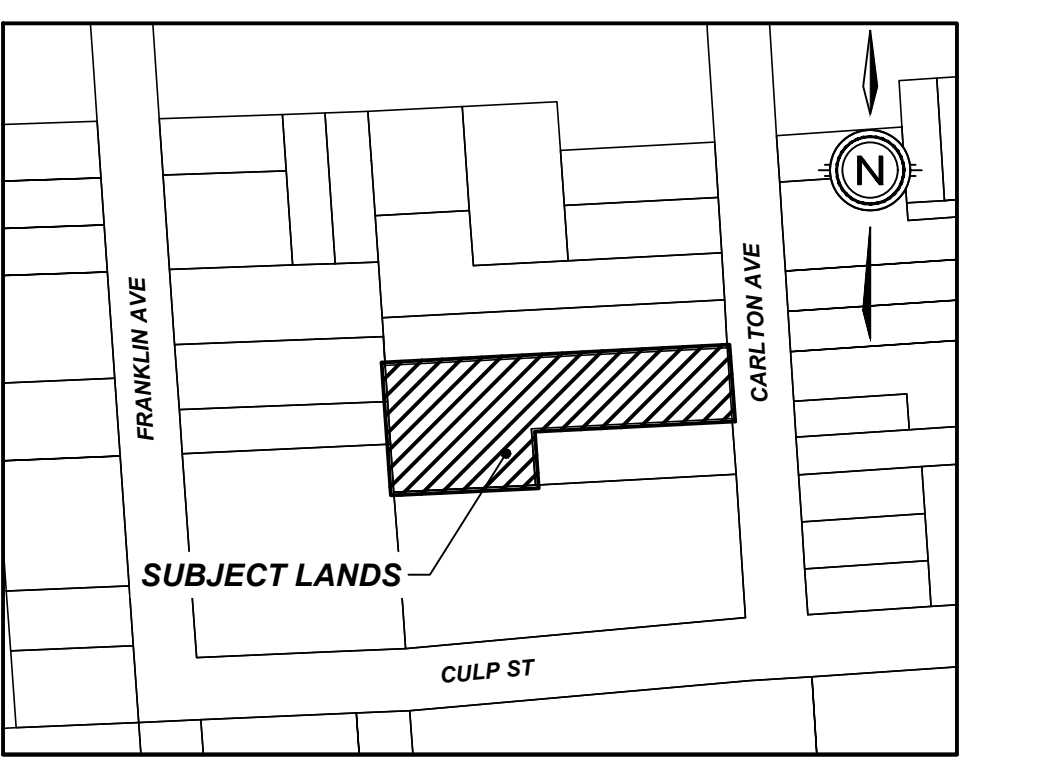 N
CARLTON AVE
FRANKLIN AVE
SUBJECT LANDS
CULP ST